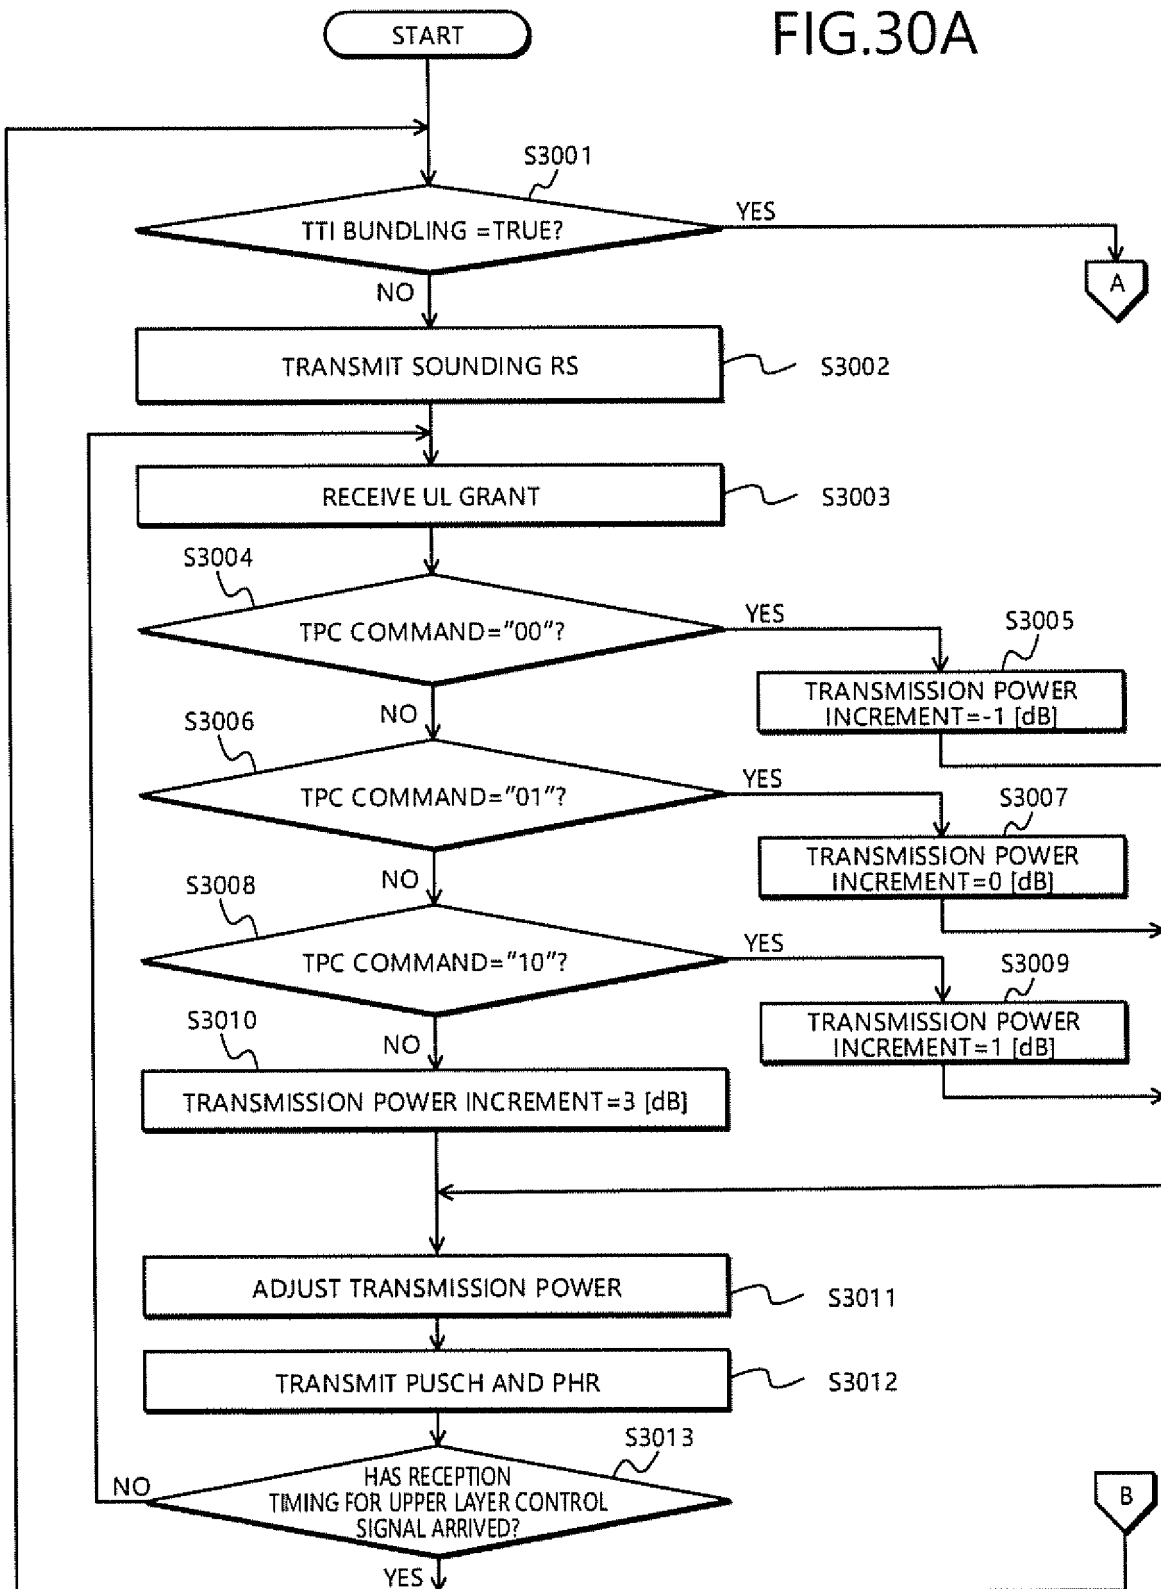 FIG.30A
START
S3001
TTI BUNDLING =TRUE?
YES
A
NO
TRANSMIT SOUNDING RS
S3002
RECEIVE UL GRANT
S3003
S3004
TPC COMMAND="00"?
YES
S3005
TRANSMISSION POWER
INCREMENT=-1 [dB]
NO
S3006
TPC COMMAND="01"?
YES
S3007
TRANSMISSION POWER
INCREMENT=0 [dB]
NO
S3008
TPC COMMAND="10"?
YES
S3009
TRANSMISSION POWER
INCREMENT=1 [dB]
NO
S3010
TRANSMISSION POWER INCREMENT=3 [dB]
ADJUST TRANSMISSION POWER
S3011
TRANSMIT PUSCH AND PHR
S3012
S3013
HAS RECEPTION
TIMING FOR UPPER LAYER CONTROL
SIGNAL ARRIVED?
NO
B
YES